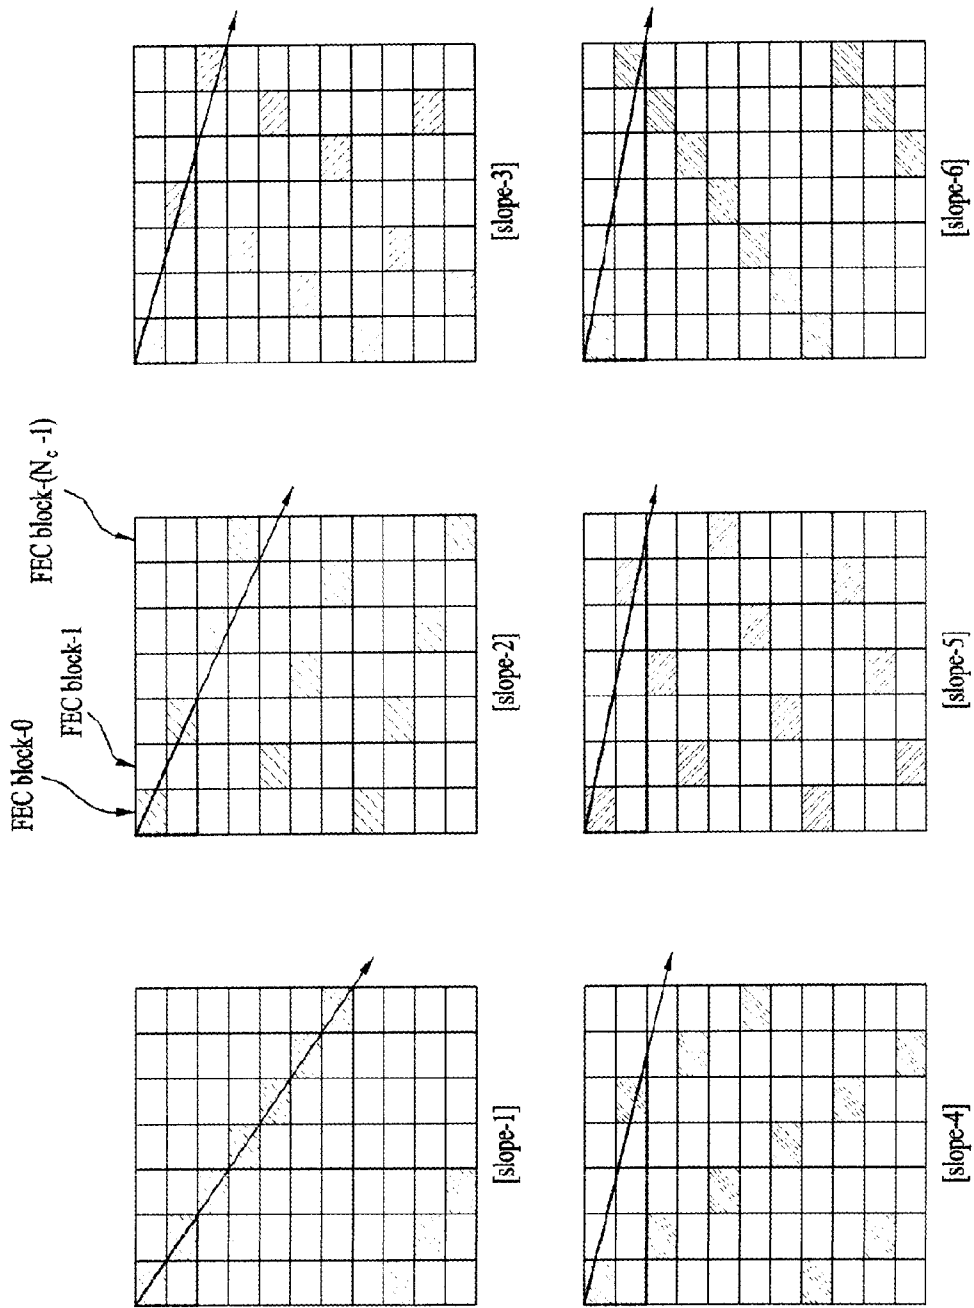 FEC block-0
FEC block-1
FEC block-(Nc -1)
[slope-1]
[slope-2]
[slope-3]
[slope-4]
[slope-5]
[slope-6]